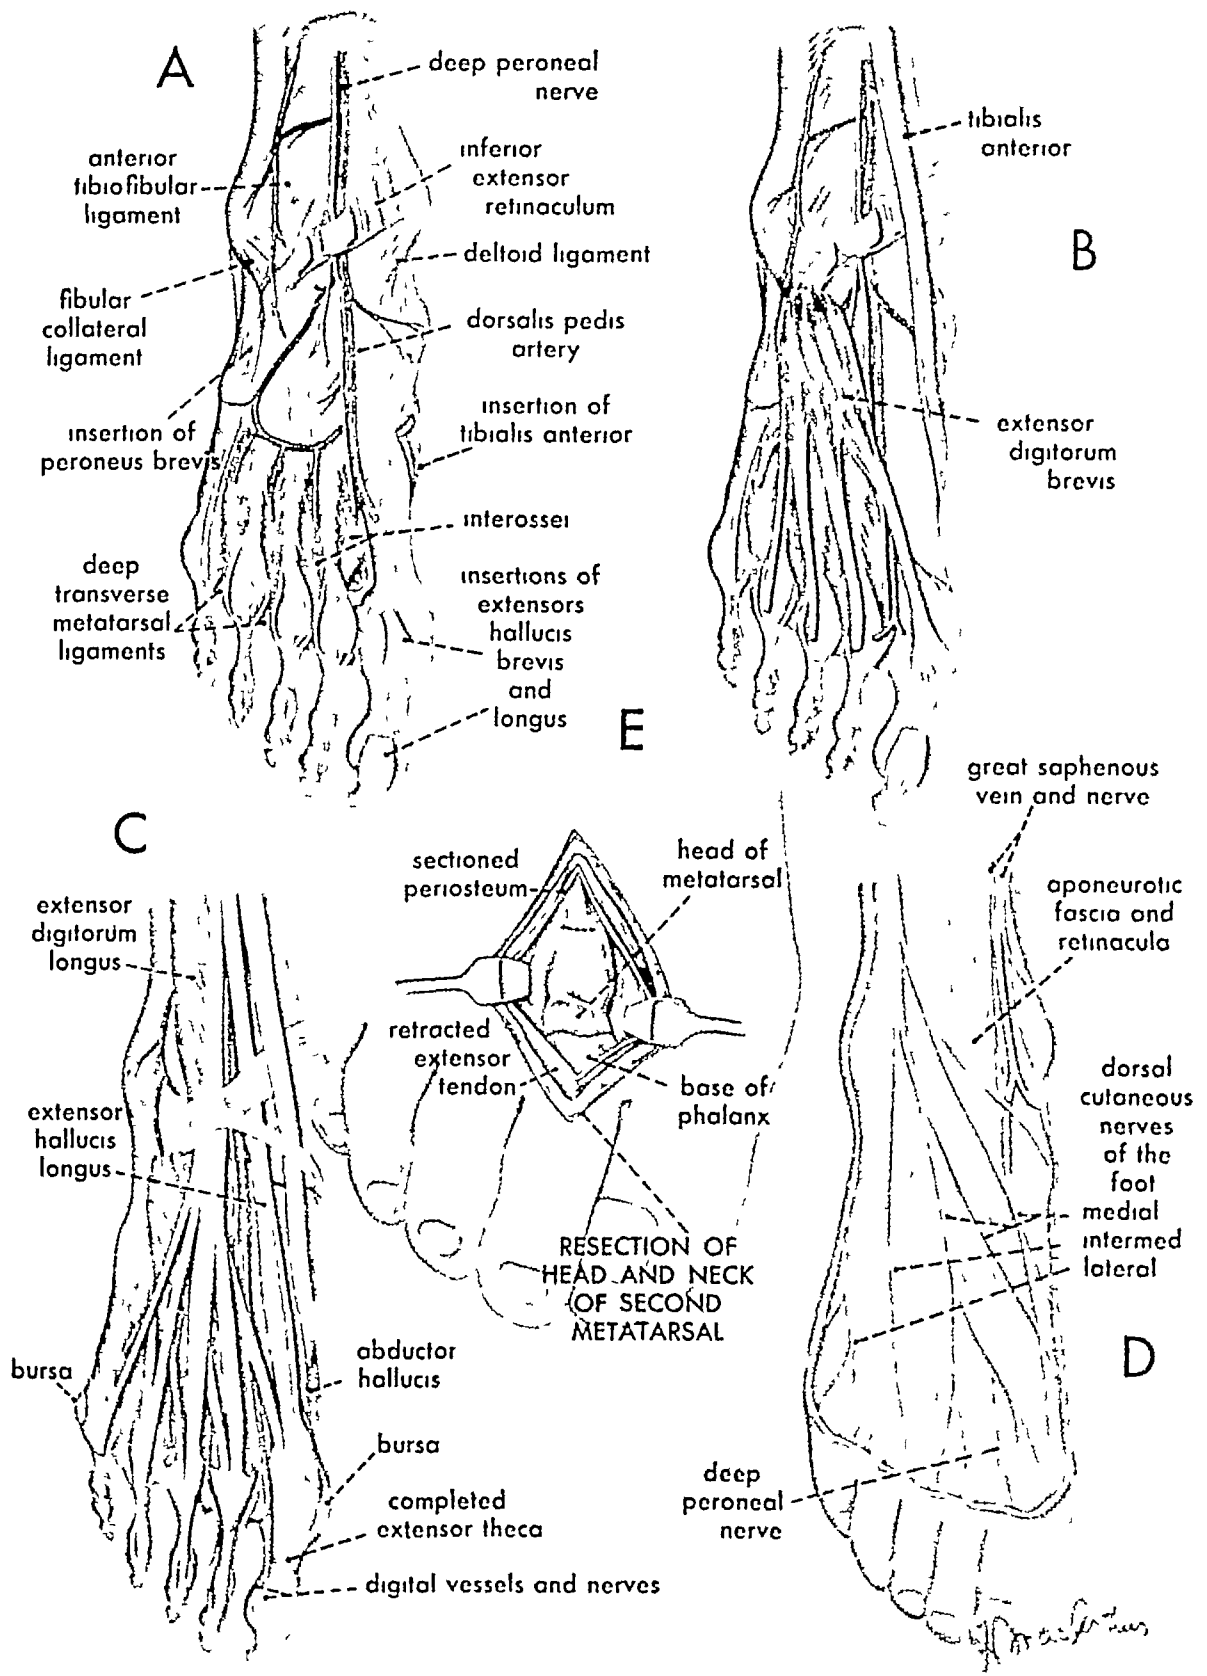 A
deep peroneal
nerve
anterior
tibiofibular
ligament
inferior
extensor
retinaculum
deltoid ligament
fibular
collateral
ligament
dorsalis pedis
artery
insertion of
peroneus brevis
insertion of
tibialis anterior
interossei
deep
transverse
metatarsal
ligaments
insertions of
extensors
hallucis
brevis
and
longus
B
tibialis
anterior
extensor
digitorum
brevis
E
sectioned
periosteum
head of
metatarsal
retracted
extensor
tendon
base of
phalanx
RESECTION OF
HEAD AND NECK
OF SECOND
METATARSAL
C
extensor
digitorum
longus
extensor
hallucis
longus
bursa
abductor
hallucis
bursa
completed
extensor theca
digital vessels and nerves
great saphenous
vein and nerve
aponeurotic
fascia and
retinacula
dorsal
cutaneous
nerves
of the
foot
medial
intermed
lateral
D
deep
peroneal
nerve